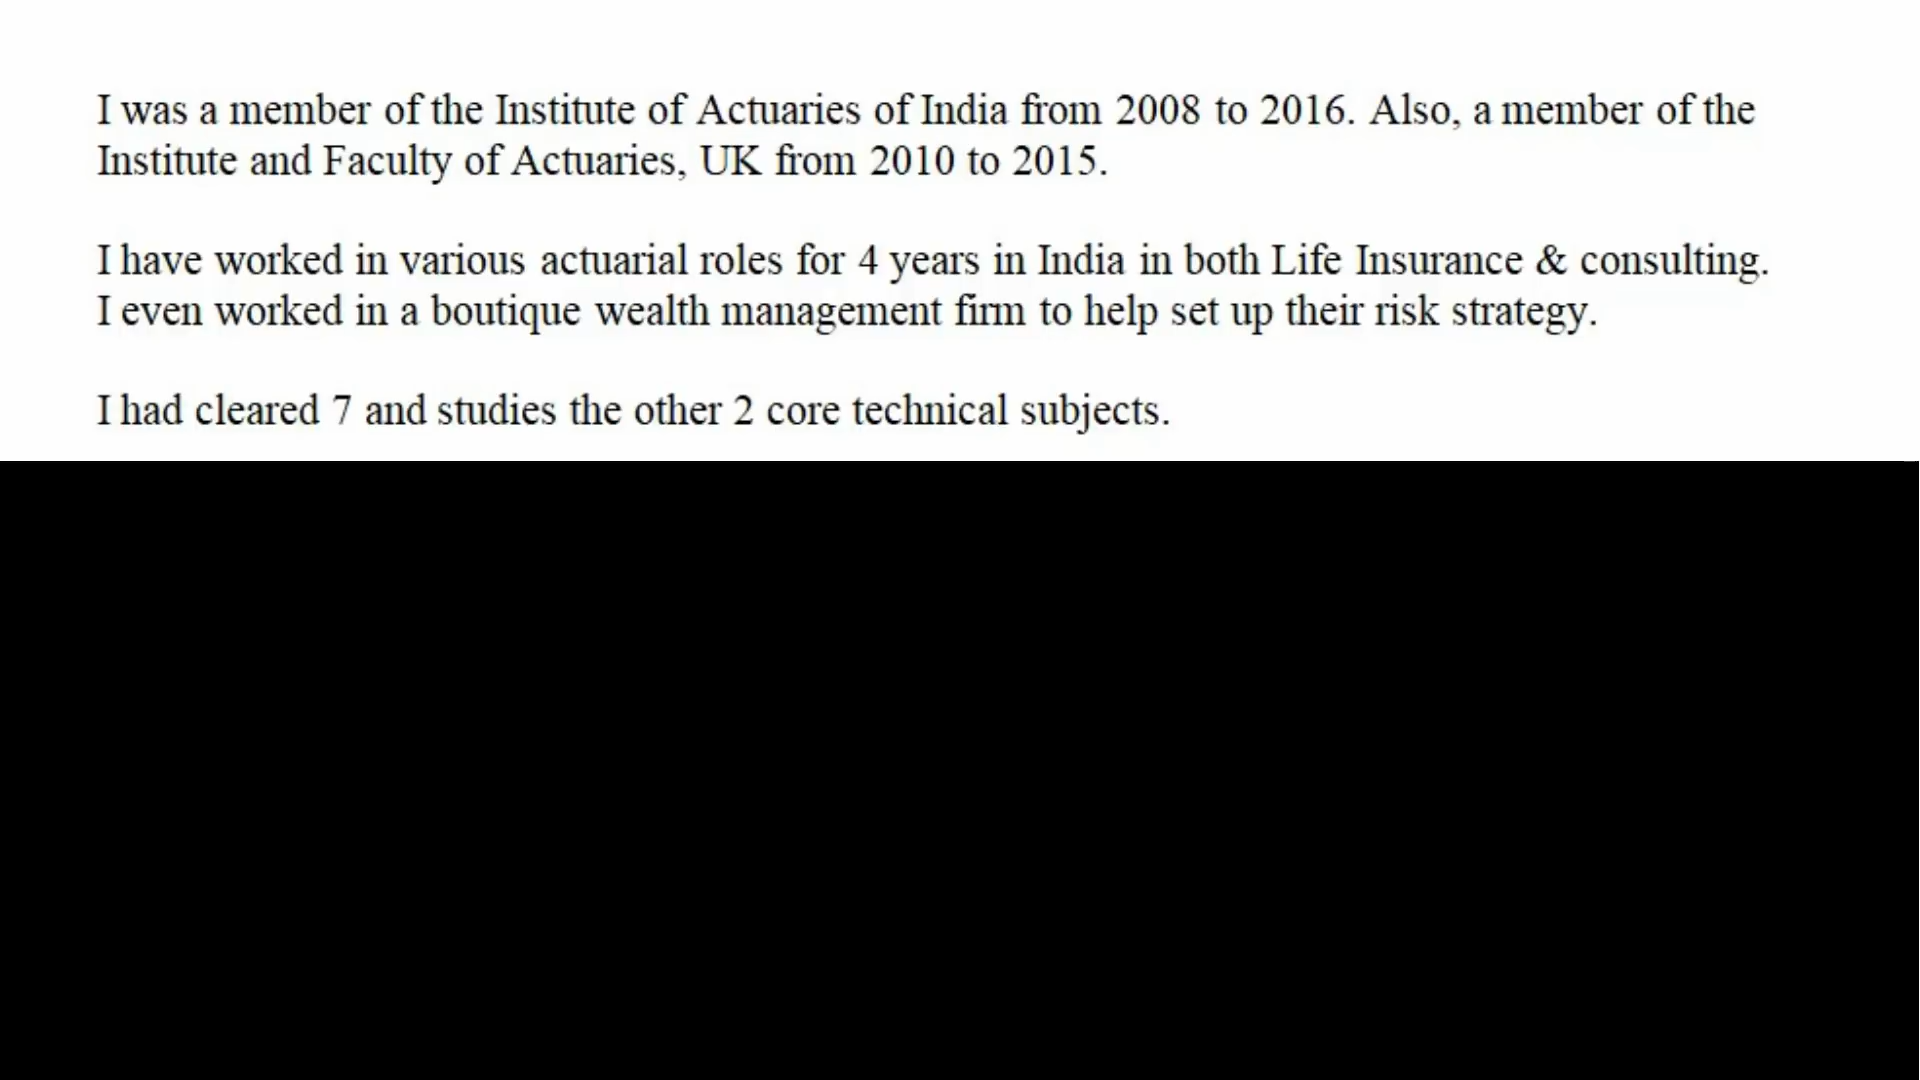 I was a member of the Institute of Actuaries of India from 2008 to 2016. Also, a member of the
Institute and Faculty of Actuaries, UK from 2010 to 2015.
I have worked in various actuarial roles for 4 years in India in both Life Insurance & consulting.
I even worked in a boutique wealth management firm to help set up their risk strategy.
I had cleared 7 and studies the other 2 core technical subjects.